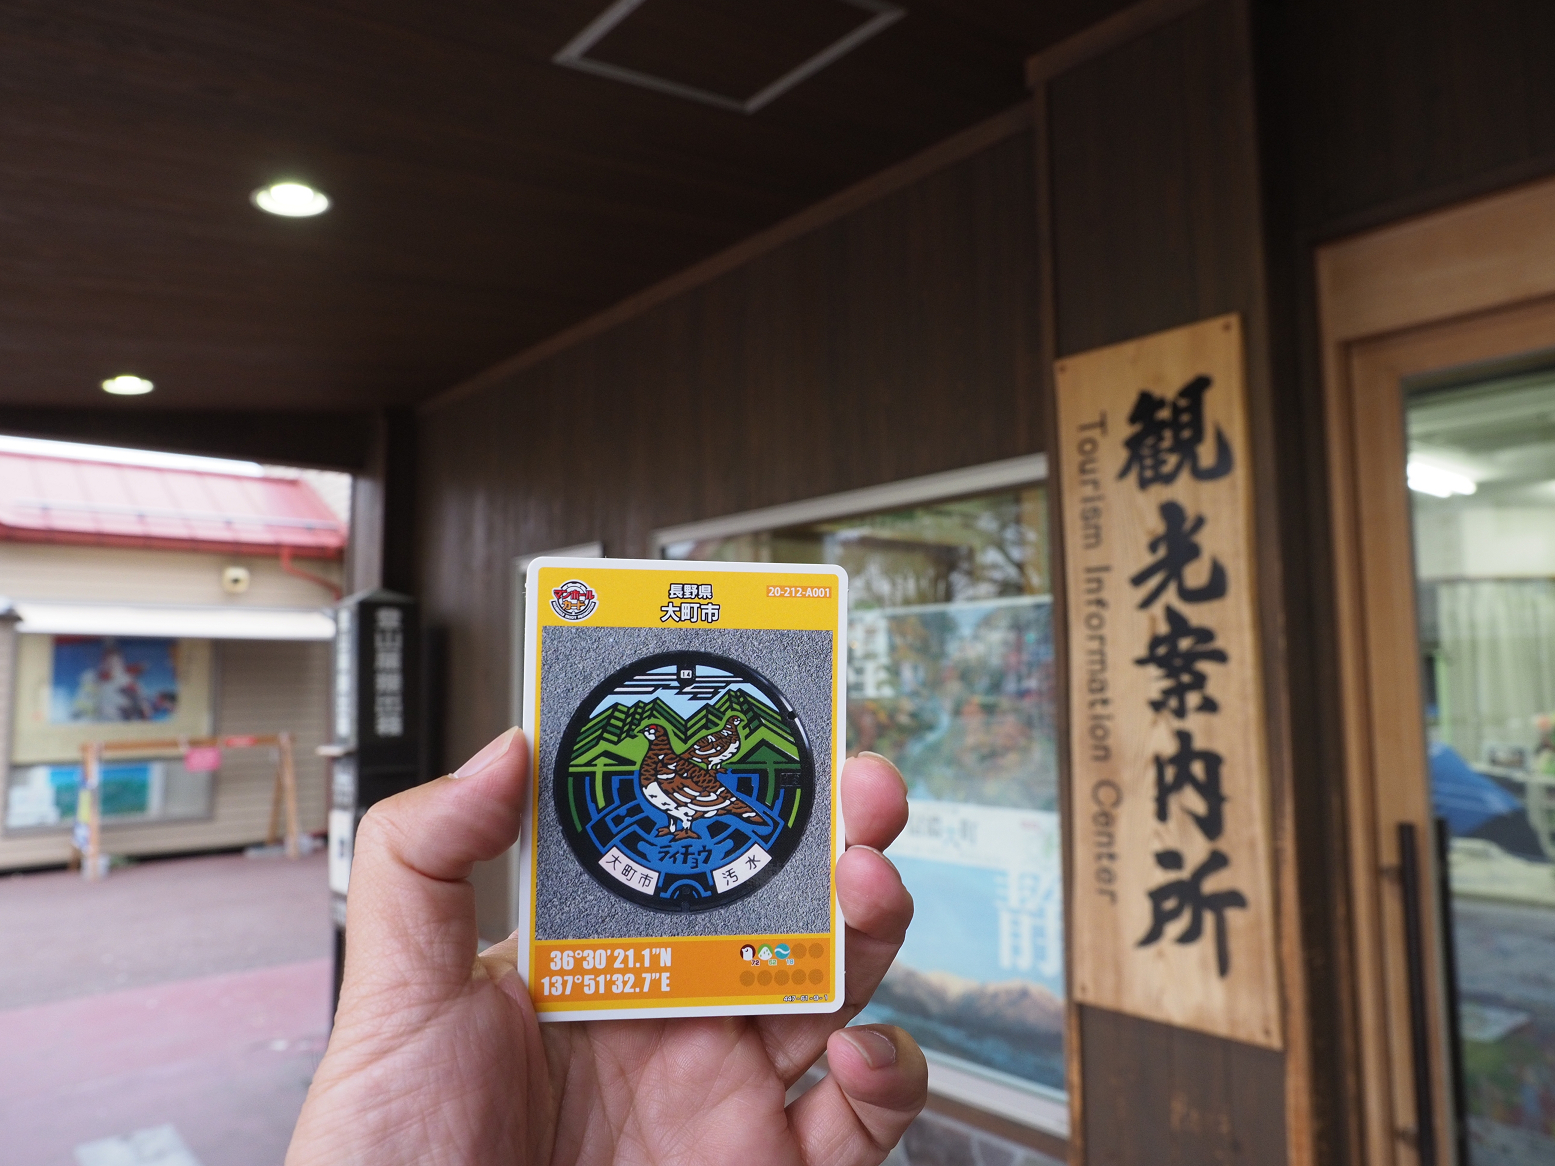 マンホール
カード
長野県
大町市
20-212-A001
ライチョウ
大町市
汚水
36°30'21.1"N
137°51'32.7"E
観光案内所
Tourism Information Center